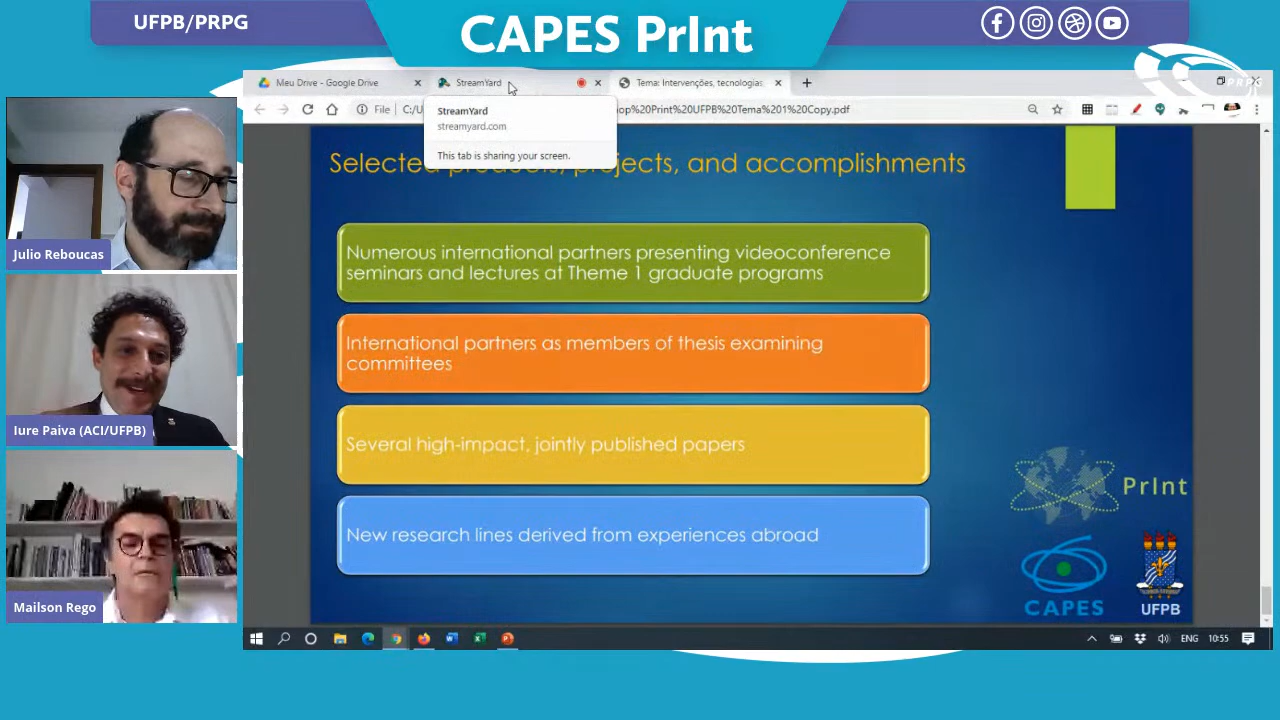 UFPB/PRPG
CAPES PrInt
Meu Drive - Google Drive
StreamYard
Tema: Intervenções, tecnologias
File
C:/U
op%20Print%20UFPB%20Tema%201%20Copy.pdf
StreamYard
streamyard.com
This tab is sharing your screen.
Selected products, projects, and accomplishments
Numerous international partners presenting videoconference
seminars and lectures at Theme 1 graduate programs
International partners as members of thesis examining
committees
Several high-impact, jointly published papers
New research lines derived from experiences abroad
PrInt
CAPES
UFPB
Julio Reboucas
Iure Paiva (ACI/UFPB)
Mailson Rego
ENG
10:55